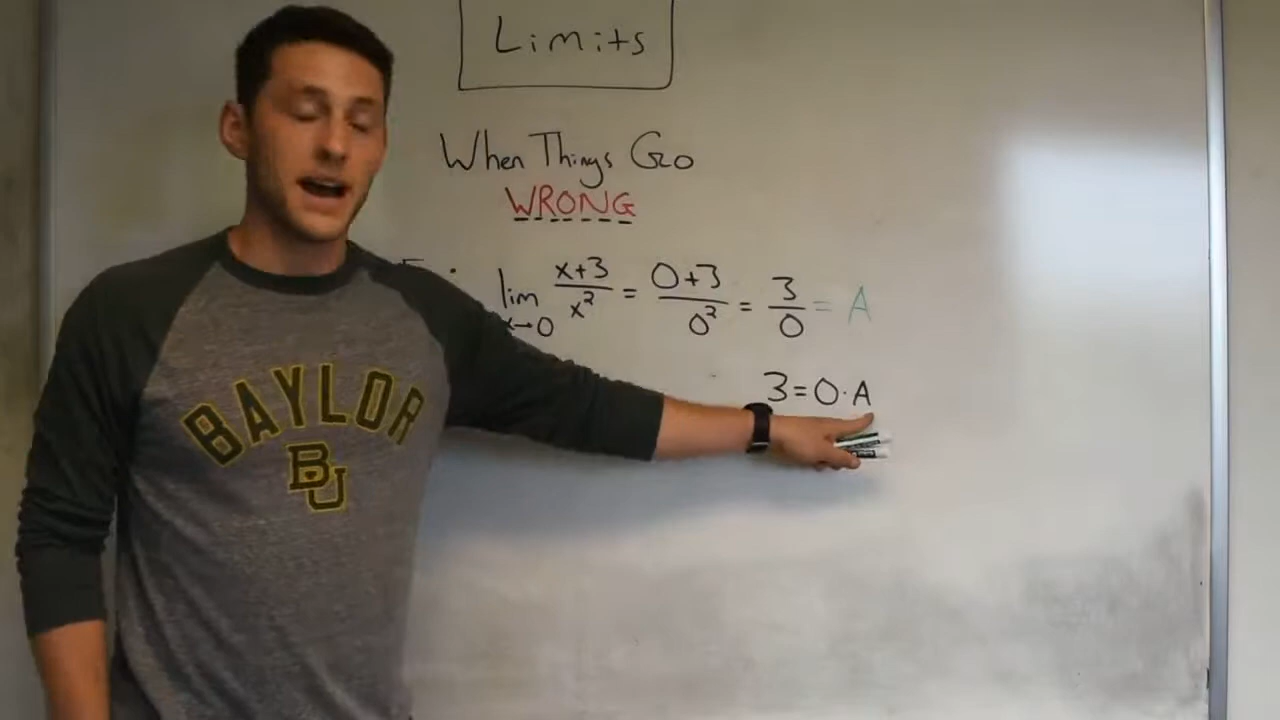 Limits
When Things Go
WRONG
lim x→0 x+3/x² = 0+3/0² = 3/0 = A
3=0·A
BAYLOR
BU